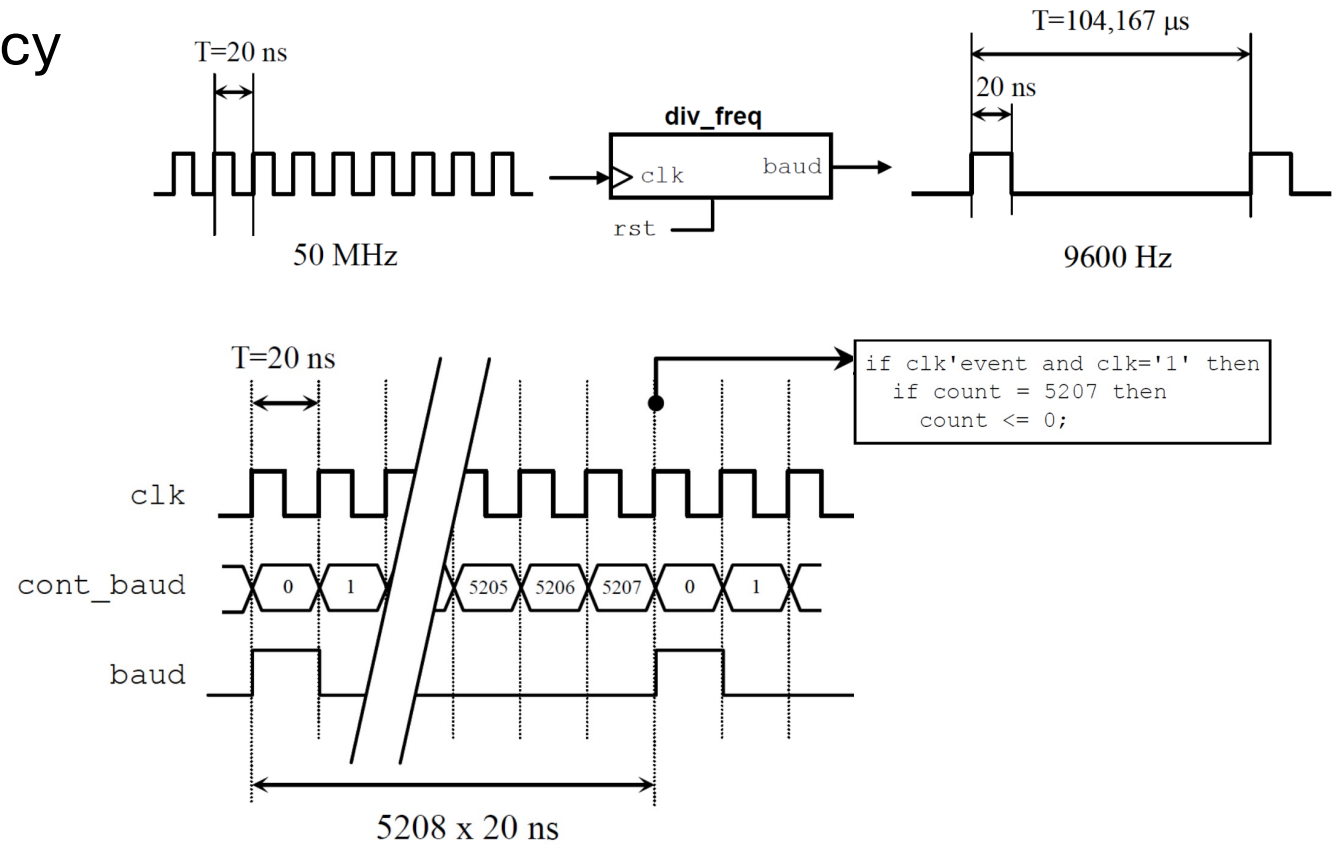 cy
T=20 ns
50 MHz
div_freq
clk
baud
rst
T=104,167 μs
20 ns
9600 Hz
T=20 ns
if clk'event and clk='1' then
if count = 5207 then
count <= 0;
clk
cont_baud
0
1
5205
5206
5207
0
1
baud
5208 x 20 ns